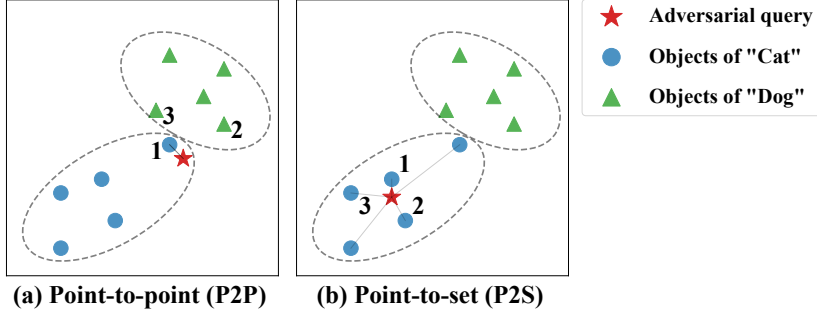 Adversarial query
Objects of "Cat"
Objects of "Dog"
3
2
1
1
3
2
(a) Point-to-point (P2P)
(b) Point-to-set (P2S)